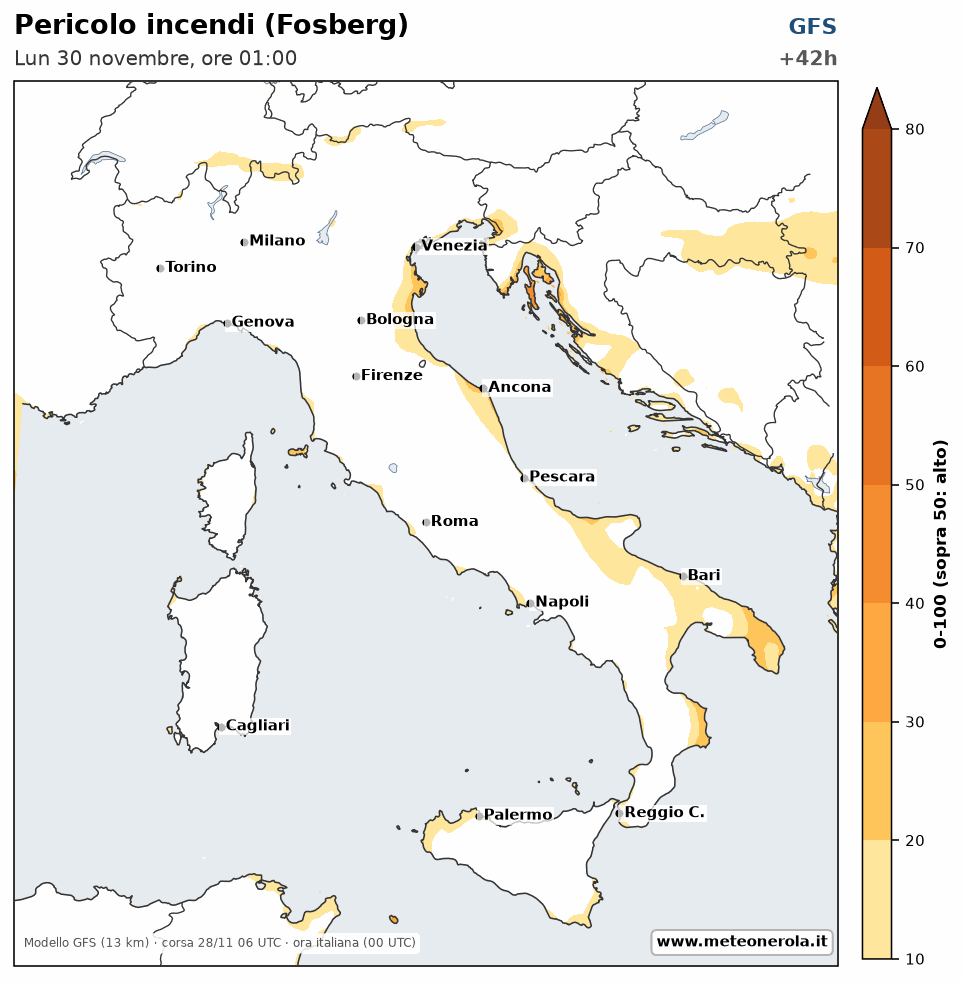 Pericolo incendi (Fosberg)
GFS
Lun 30 novembre, ore 01:00
+42h
Milano
Venezia
Torino
Genova
Bologna
Firenze
Ancona
Pescara
Roma
Bari
Napoli
Cagliari
Palermo
Reggio C.
80
70
60
50
40
30
20
10
0-100 (sopra 50: alto)
Modello GFS (13 km) · corsa 28/11 06 UTC · ora italiana (00 UTC)
www.meteonerola.it